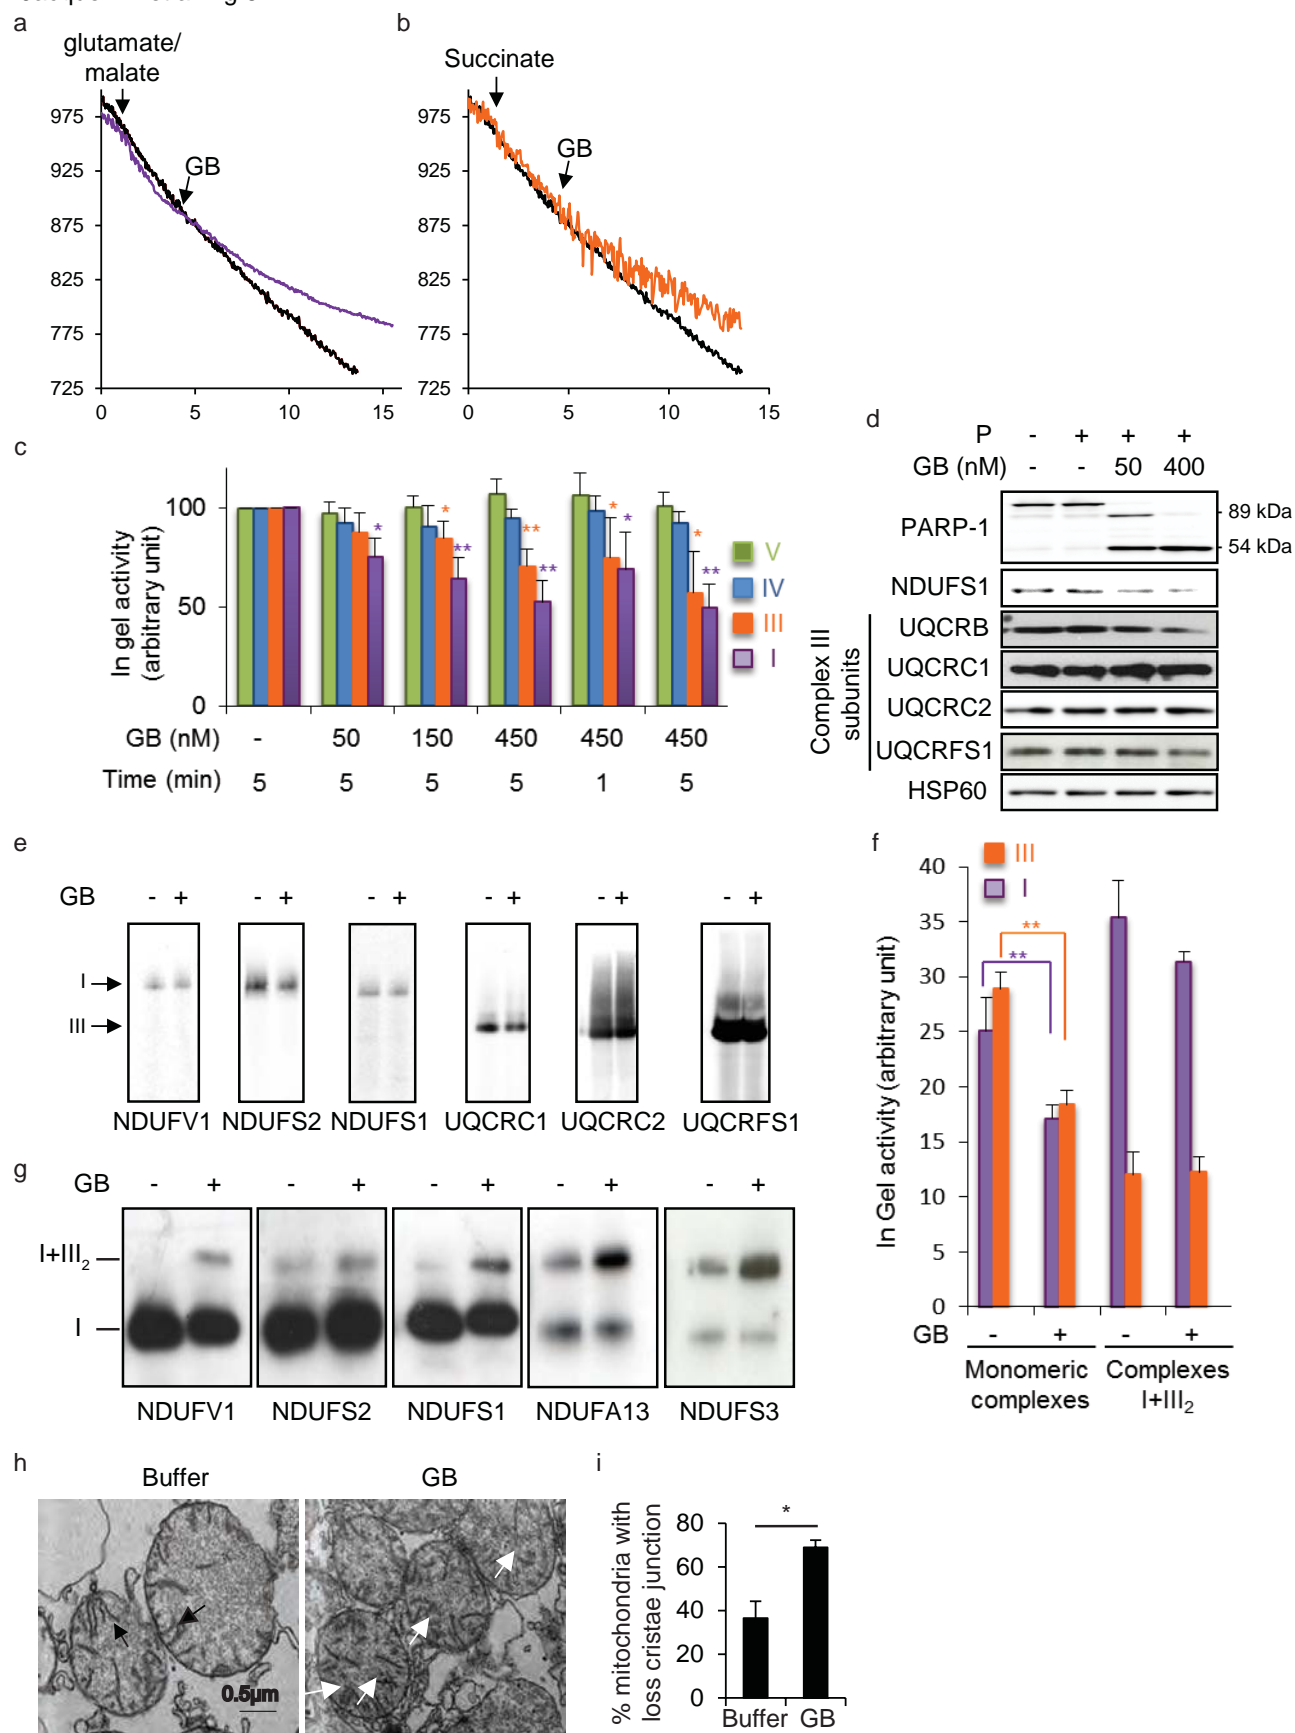 a
b
glutamate/
malate
GB
975
925
875
825
775
725
0
5
10
15
Succinate
GB
975
925
875
825
775
725
0
5
10
15
c
In gel activity
(arbitrary unit)
100
50
0
*
*
**
**
**
*
*
*
**
V
IV
III
I
GB (nM)
- 50 150 450 450 450
Time (min)
5 5 5 5 1 5
d
P - + + +
GB (nM) - - 50 400
PARP-1
- 89 kDa
- 54 kDa
NDUFS1
Complex III
subunits
UQCRB
UQCRC1
UQCRC2
UQCRFS1
HSP60
e
GB - + - + - + - + - + - +
I
III
NDUFV1 NDUFS2 NDUFS1 UQCRC1 UQCRC2 UQCRFS1
f
III
I
In Gel activity (arbitrary unit)
40
35
30
25
20
15
10
5
0
**
**
GB - + - +
Monomeric
complexes
Complexes
I+III2
g
GB - + - + - + - + - +
I+III2
I
NDUFV1 NDUFS2 NDUFS1 NDUFA13 NDUFS3
h
Buffer GB
0.5µm
i
% mitochondria with
loss cristae junction
80
60
40
20
0
*
Buffer GB